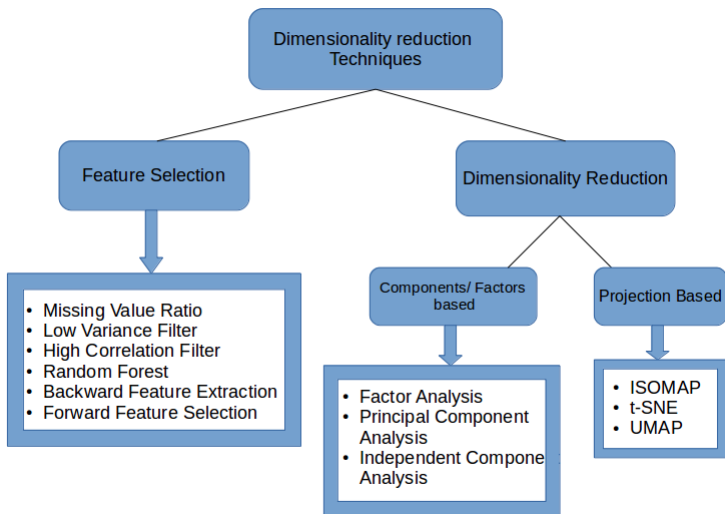 Dimensionality reduction
Techniques
Feature Selection
Dimensionality Reduction
Components/ Factors
based
Projection Based
• Missing Value Ratio
• Low Variance Filter
• High Correlation Filter
• Random Forest
• Backward Feature Extraction
• Forward Feature Selection
• Factor Analysis
• Principal Component
Analysis
• Independent Component
Analysis
• ISOMAP
• t-SNE
• UMAP